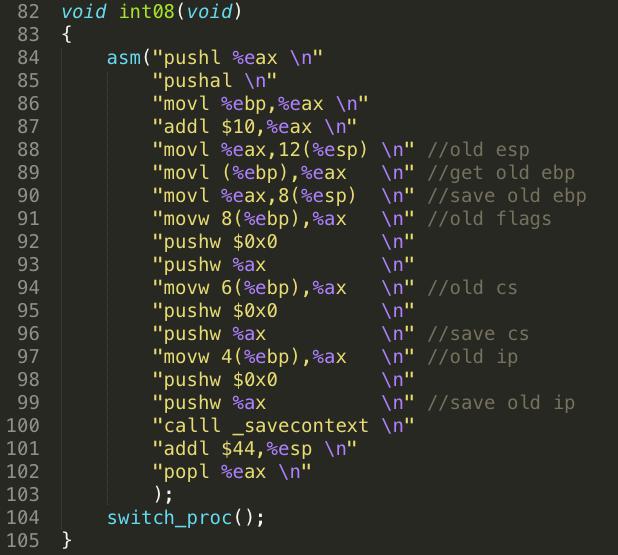 82 void int08(void)
83 {
84     asm("pushl %eax \n"
85         "pushal \n"
86         "movl %ebp,%eax \n"
87         "addl $10,%eax \n"
88         "movl %eax,12(%esp) \n" //old esp
89         "movl (%ebp),%eax   \n" //get old ebp
90         "movl %eax,8(%esp)  \n" //save old ebp
91         "movw 8(%ebp),%ax   \n" //old flags
92         "pushw $0x0         \n"
93         "pushw %ax          \n"
94         "movw 6(%ebp),%ax   \n" //old cs
95         "pushw $0x0         \n"
96         "pushw %ax          \n" //save cs
97         "movw 4(%ebp),%ax   \n" //old ip
98         "pushw $0x0         \n"
99         "pushw %ax          \n" //save old ip
100         "calll _savecontext \n"
101         "addl $44,%esp \n"
102         "popl %eax \n"
103         );
104     switch_proc();
105 }